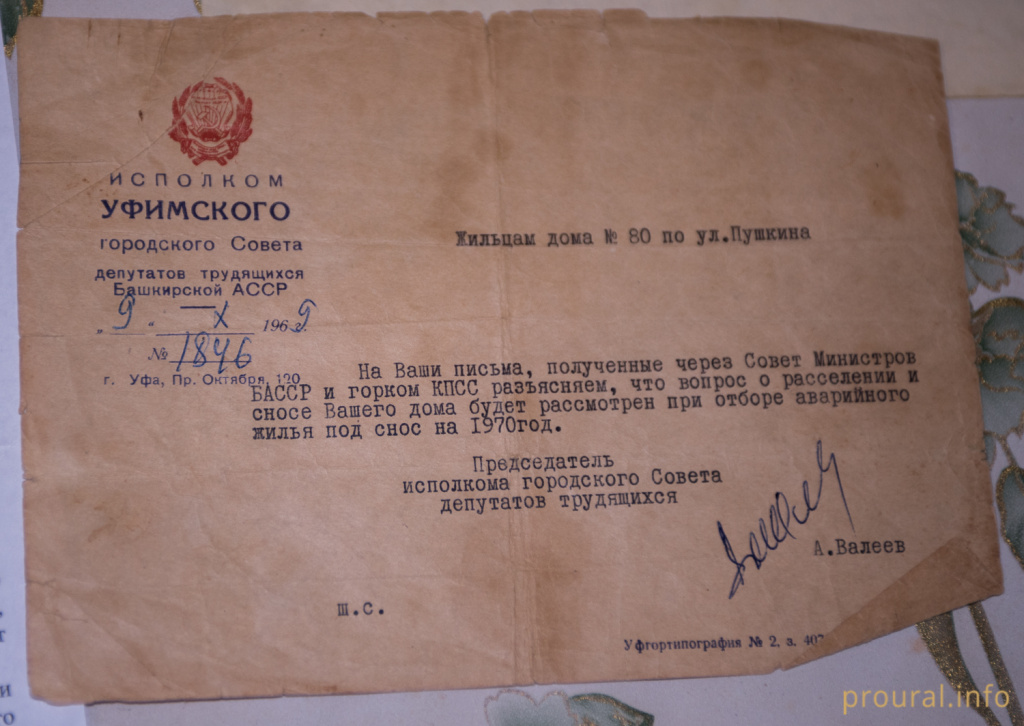 ИСПОЛКОМ
УФИМСКОГО
городского Совета
депутатов трудящихся
Башкирской АССР
„ 9 " X 1969
№ 1846
г. Уфа, Пр. Октября, 120
Жильцам дома № 80 по ул.Пушкина
На Ваши письма, полученные через Совет Министров
БАССР и горком КПСС разъясняем, что вопрос о расселении и
сносе Вашего дома будет рассмотрен при отборе аварийного
жилья под снос на 1970год.
Председатель
исполкома городского Совета
депутатов трудящихся
А.Валеев
Ш.С.
Уфгортипография № 2, з. 407
proural.info